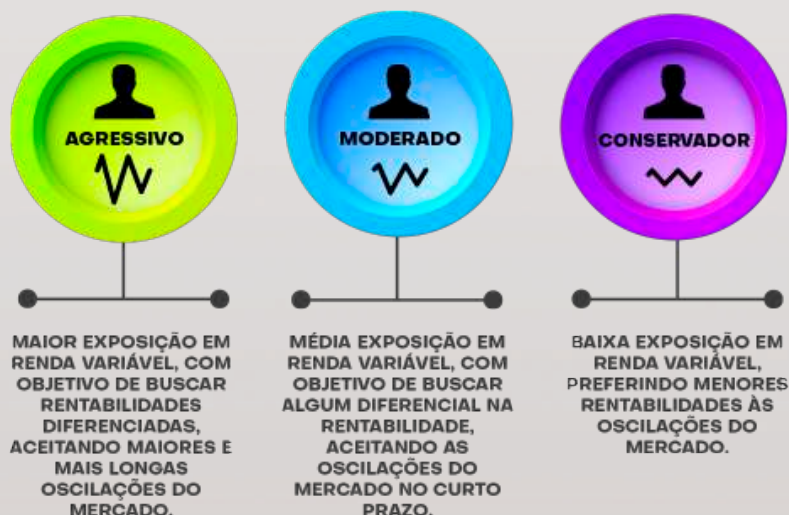 AGRESSIVO
MAIOR EXPOSIÇÃO EM
RENDA VARIÁVEL, COM
OBJETIVO DE BUSCAR
RENTABILIDADES
DIFERENCIADAS,
ACEITANDO MAIORES E
MAIS LONGAS
OSCILAÇÕES DO
MERCADO.
MODERADO
MÉDIA EXPOSIÇÃO EM
RENDA VARIÁVEL, COM
OBJETIVO DE BUSCAR
ALGUM DIFERENCIAL NA
RENTABILIDADE,
ACEITANDO AS
OSCILAÇÕES DO
MERCADO NO CURTO
PRAZO.
CONSERVADOR
BAIXA EXPOSIÇÃO EM
RENDA VARIÁVEL,
PREFERINDO MENORES
RENTABILIDADES ÀS
OSCILAÇÕES DO
MERCADO.